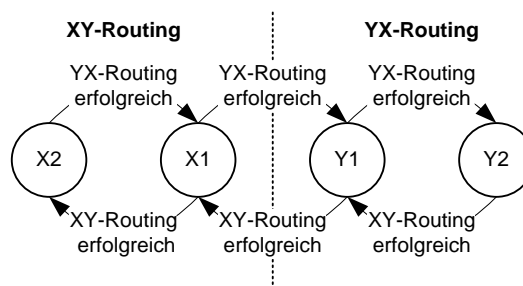 XY-Routing
YX-Routing
YX-Routing
erfolgreich
YX-Routing
erfolgreich
YX-Routing
erfolgreich
X2
X1
Y1
Y2
XY-Routing
erfolgreich
XY-Routing
erfolgreich
XY-Routing
erfolgreich